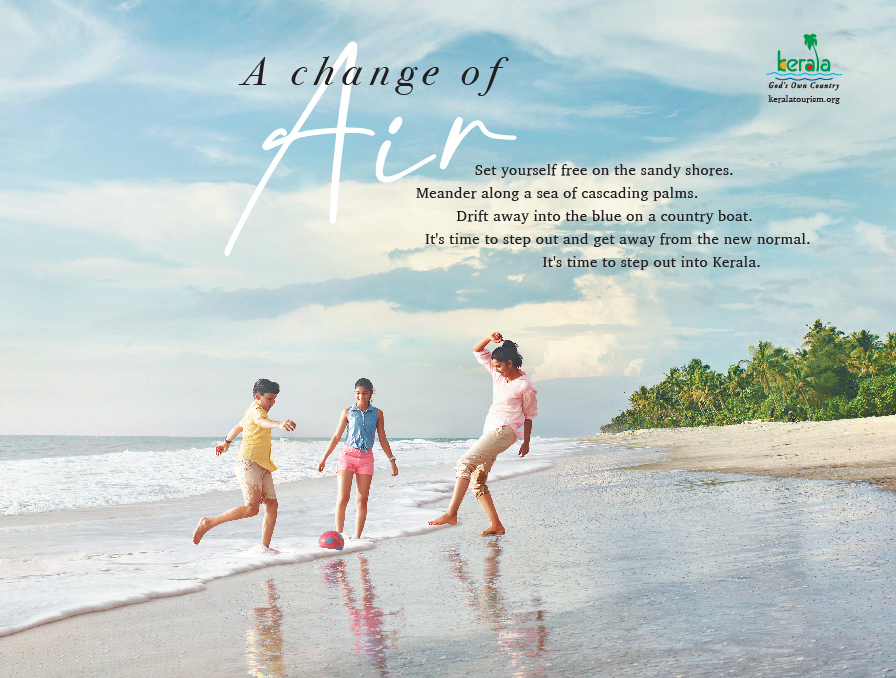 A change of
Air
kerala
God's Own Country
keralatourism.org
Set yourself free on the sandy shores.
Meander along a sea of cascading palms.
Drift away into the blue on a country boat.
It's time to step out and get away from the new normal.
It's time to step out into Kerala.